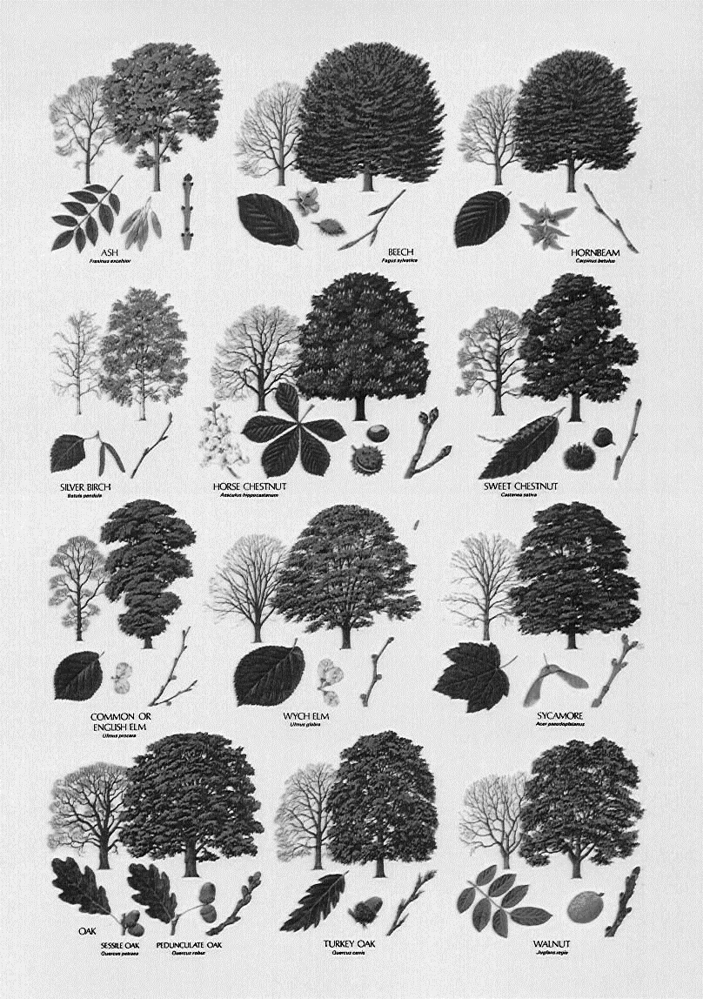 ASH
Fraxinus excelsior
BEECH
Fagus sylvatica
HORNBEAM
Carpinus betulus
SILVER BIRCH
Betula pendula
HORSE CHESTNUT
Aesculus hippocastanum
SWEET CHESTNUT
Castanea sativa
COMMON OR
ENGLISH ELM
Ulmus procera
WYCH ELM
Ulmus glabra
SYCAMORE
Acer pseudoplatanus
OAK
SESSILE OAK
Quercus petraea
PEDUNCULATE OAK
Quercus robur
TURKEY OAK
Quercus cerris
WALNUT
Juglans regia